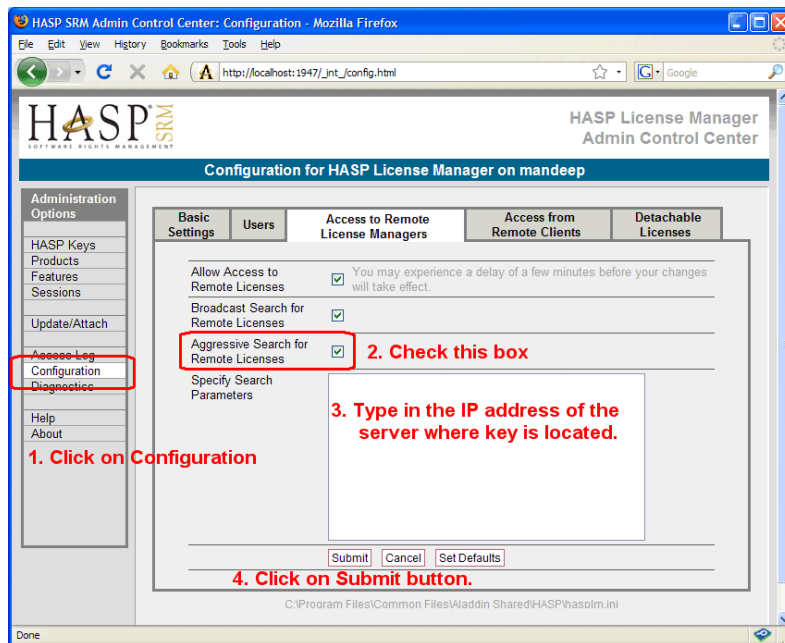 HASP SRM Admin Control Center: Configuration - Mozilla Firefox
File Edit View History Bookmarks Tools Help
http://localhost:1947/_int_/config.html
Google
HASP SRM
SOFTWARE RIGHTS MANAGEMENT
HASP License Manager
Admin Control Center
Configuration for HASP License Manager on mandeep
Administration
Options
HASP Keys
Products
Features
Sessions
Update/Attach
Access Log
Configuration
Diagnostics
Help
About
1. Click on Configuration
Basic
Settings
Users
Access to Remote
License Managers
Access from
Remote Clients
Detachable
Licenses
Allow Access to
Remote Licenses
You may experience a delay of a few minutes before your changes
will take effect.
Broadcast Search for
Remote Licenses
Aggressive Search for
Remote Licenses
2. Check this box
Specify Search
Parameters
3. Type in the IP address of the
server where key is located.
Submit Cancel Set Defaults
4. Click on Submit button.
C:\Program Files\Common Files\Aladdin Shared\HASP\hasplm.ini
Done